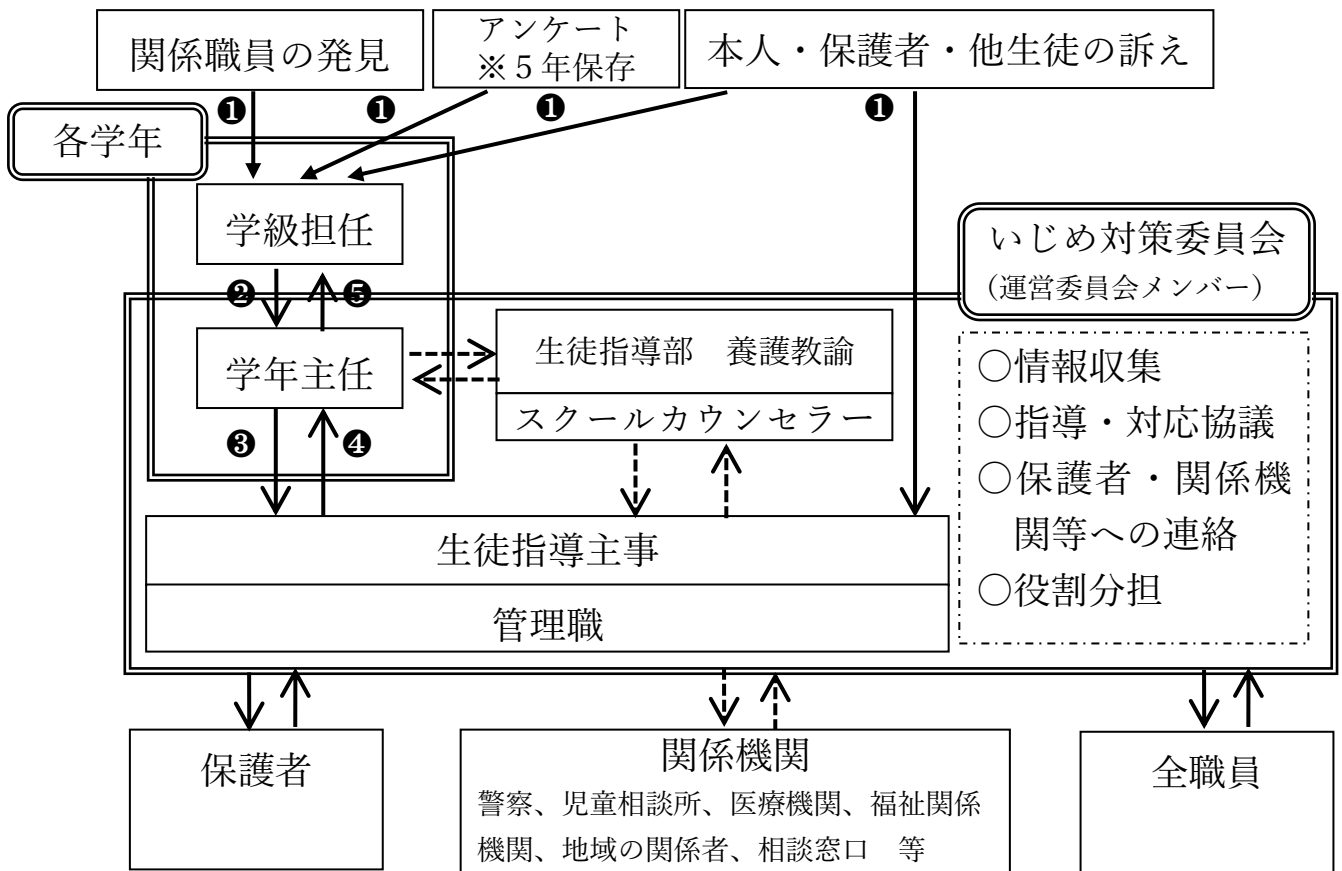 関係職員の発見
アンケート
※５年保存
本人・保護者・他生徒の訴え
❶
❶
❶
❶
各学年
学級担任
❷
❺
いじめ対策委員会
（運営委員会メンバー）
学年主任
生徒指導部　養護教諭
スクールカウンセラー
❸
❹
○情報収集
○指導・対応協議
○保護者・関係機
関等への連絡
○役割分担
生徒指導主事
管理職
保護者
関係機関
警察、児童相談所、医療機関、福祉関係
機関、地域の関係者、相談窓口　等
全職員